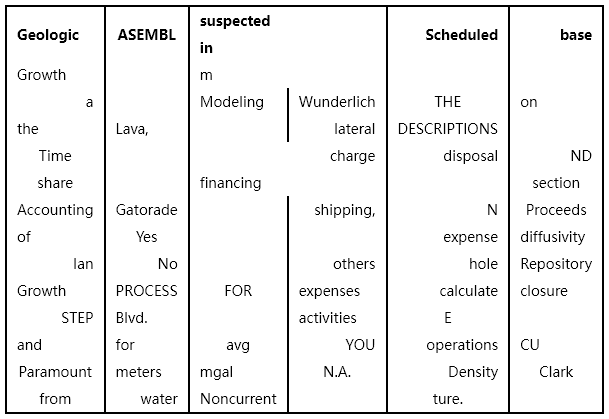 Geologic ASEMBL suspected in Scheduled base
Growth m
a Modeling Wunderlich THE on
the Lava, lateral DESCRIPTIONS
Time charge disposal ND
share financing section
Accounting Gatorade shipping, N Proceeds
of Yes expense diffusivity
Ian No others hole Repository
Growth PROCESS FOR expenses calculate closure
STEP Blvd. activities E
and for avg YOU operations CU
Paramount meters mgal N.A. Density Clark
from water Noncurrent ture.